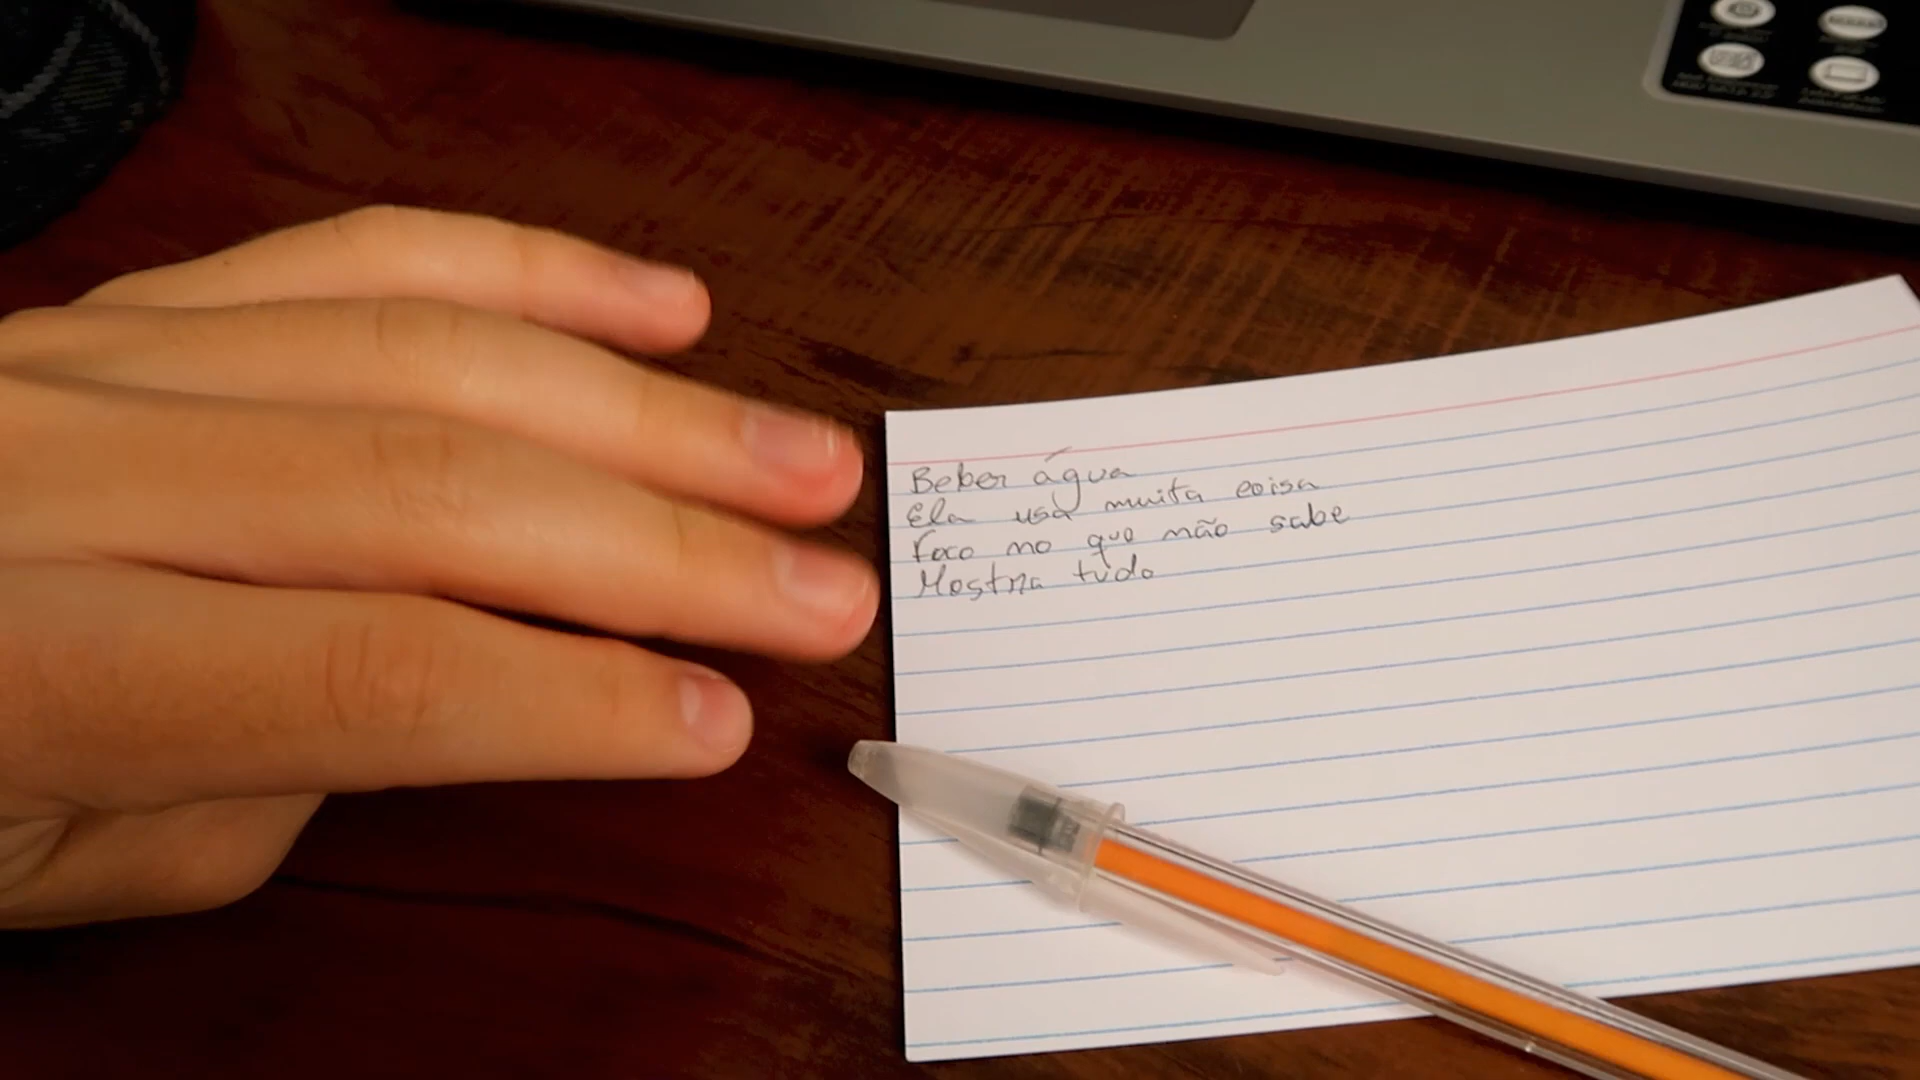 Beber água
Ela usa muita coisa
Foco no que não sabe
Mostra tudo